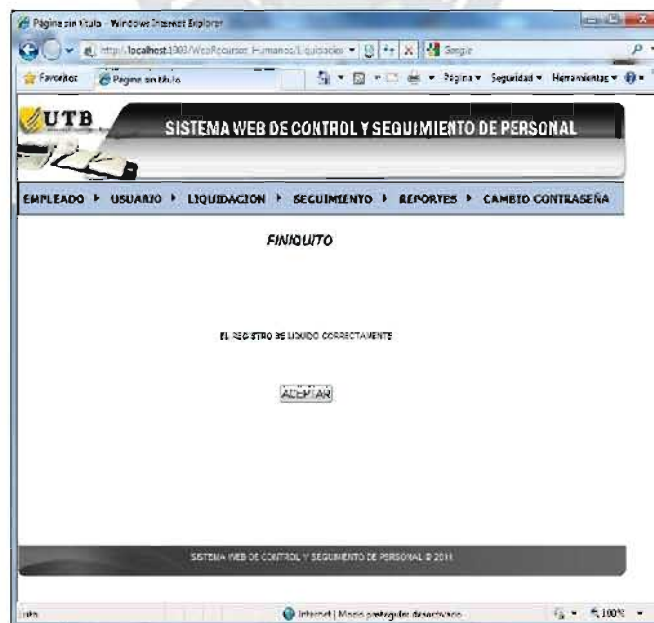 Página sin título - Windows Internet Explorer
Google
Favoritos
Página sin título
Página
Seguridad
Herramientas
UTB
SISTEMA WEB DE CONTROL Y SEGUIMIENTO DE PERSONAL
EMPLEADO
USUARIO
LIQUIDACION
SEGUIMIENTO
REPORTES
CAMBIO CONTRASEÑA
FINIQUITO
EL REGISTRO SE LIQUIDO CORRECTAMENTE
ACEPTAR
SISTEMA WEB DE CONTROL Y SEGUIMIENTO DE PERSONAL © 2011
Listo
Internet | Modo protegido: desactivado
100%